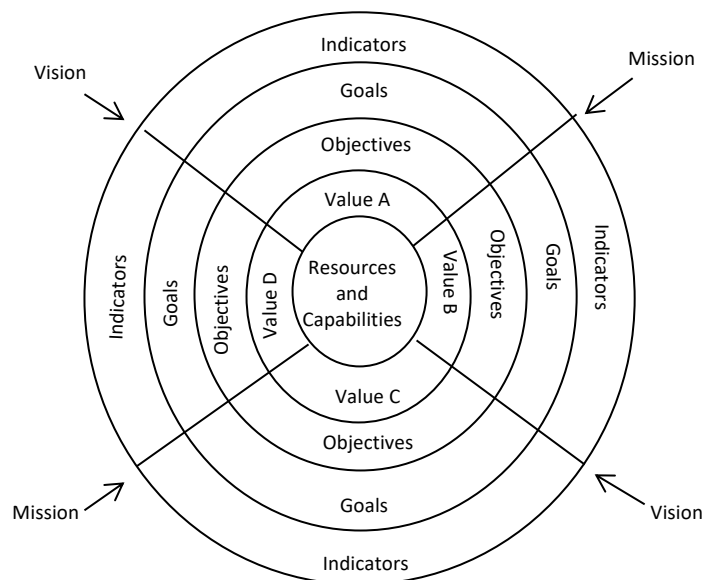 Indicators
Vision
Mission
Goals
Objectives
Value A
Indicators
Goals
Objectives
Value D
Resources
and
Capabilities
Value B
Objectives
Goals
Indicators
Value C
Objectives
Mission
Goals
Vision
Indicators